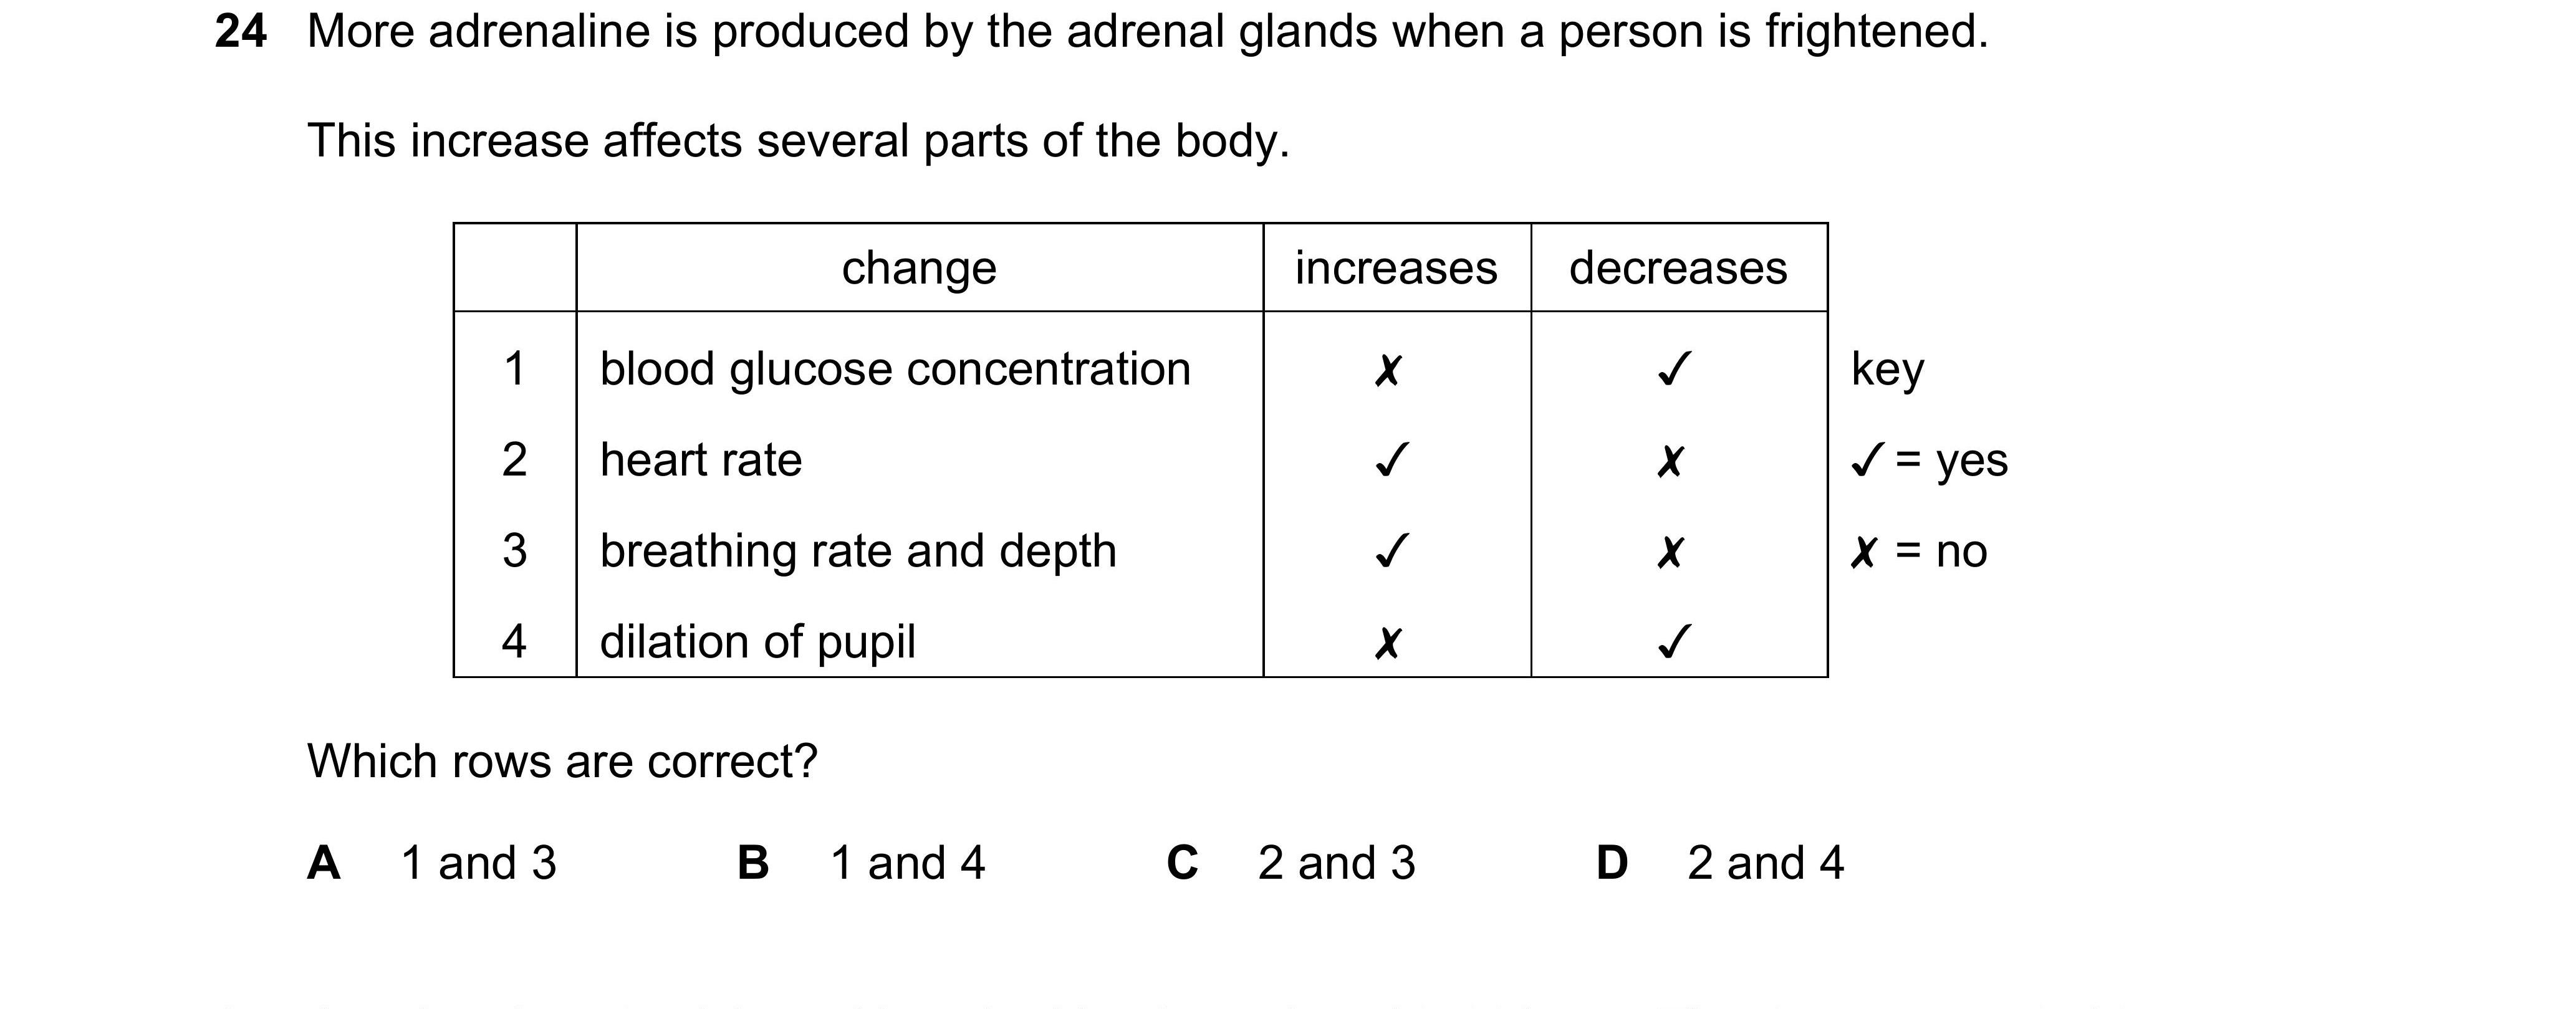 24 More adrenaline is produced by the adrenal glands when a person is frightened.
This increase affects several parts of the body.
change increases decreases
1 blood glucose concentration ✗ ✓ key
2 heart rate ✓ ✗ ✓ = yes
3 breathing rate and depth ✓ ✗ ✗ = no
4 dilation of pupil ✗ ✓
Which rows are correct?
A 1 and 3 B 1 and 4 C 2 and 3 D 2 and 4